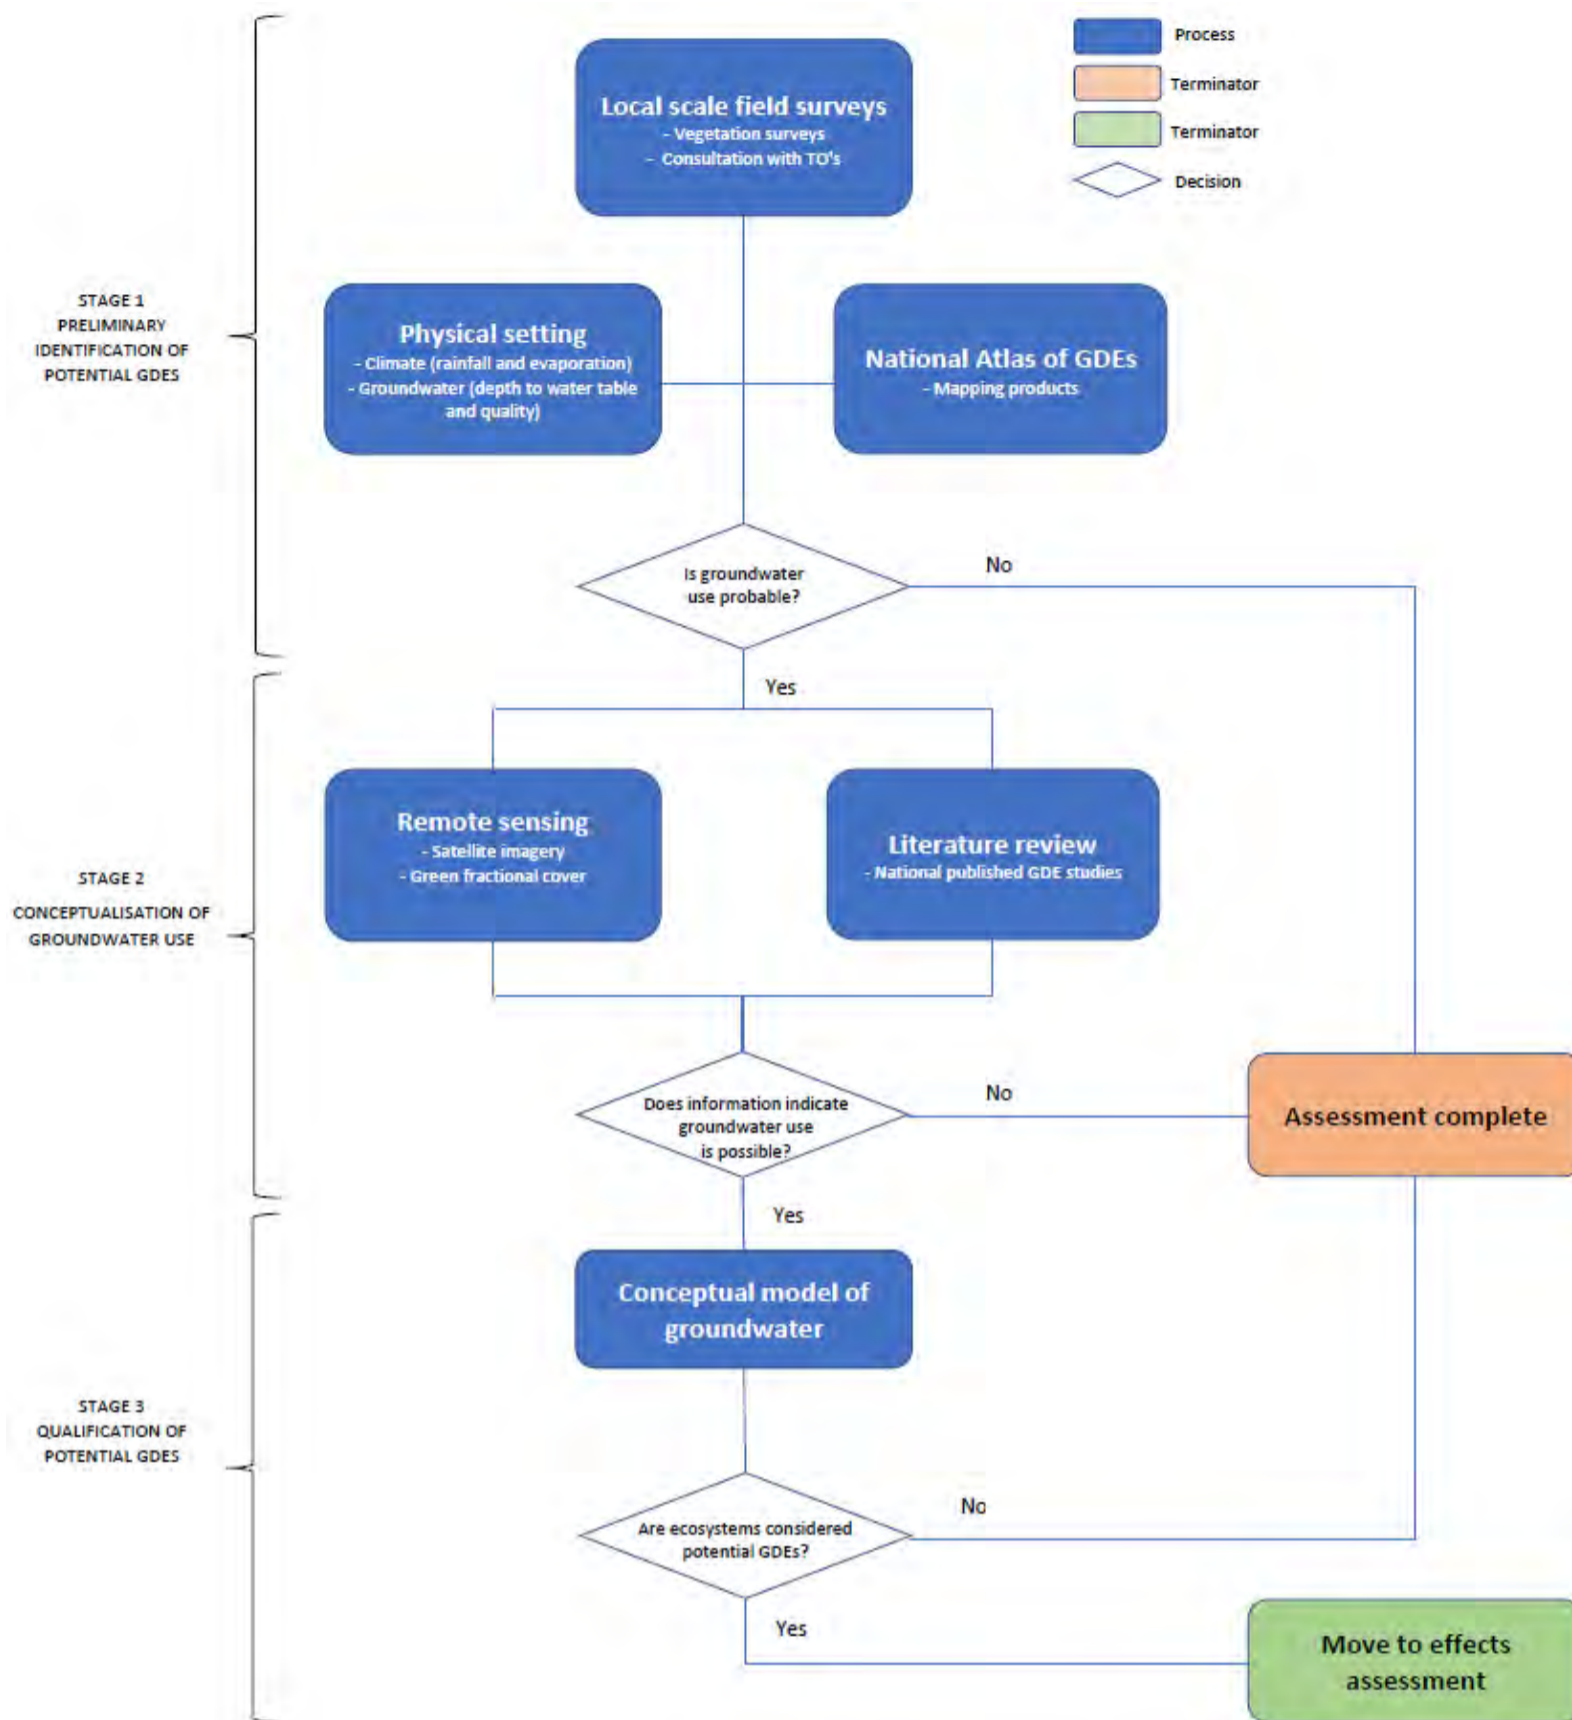 Process
Terminator
Terminator
Decision
Local scale field surveys
- Vegetation surveys
- Consultation with TO's
STAGE 1
PRELIMINARY
IDENTIFICATION OF
POTENTIAL GDES
Physical setting
- Climate (rainfall and evaporation)
- Groundwater (depth to water table
and quality)
National Atlas of GDEs
- Mapping products
Is groundwater
use probable?
No
Yes
STAGE 2
CONCEPTUALISATION OF
GROUNDWATER USE
Remote sensing
- Satellite imagery
- Green fractional cover
Literature review
- National published GDE studies
Does information indicate
groundwater use
is possible?
No
Assessment complete
Yes
Conceptual model of
groundwater
STAGE 3
QUALIFICATION OF
POTENTIAL GDES
Are ecosystems considered
potential GDEs?
No
Yes
Move to effects
assessment